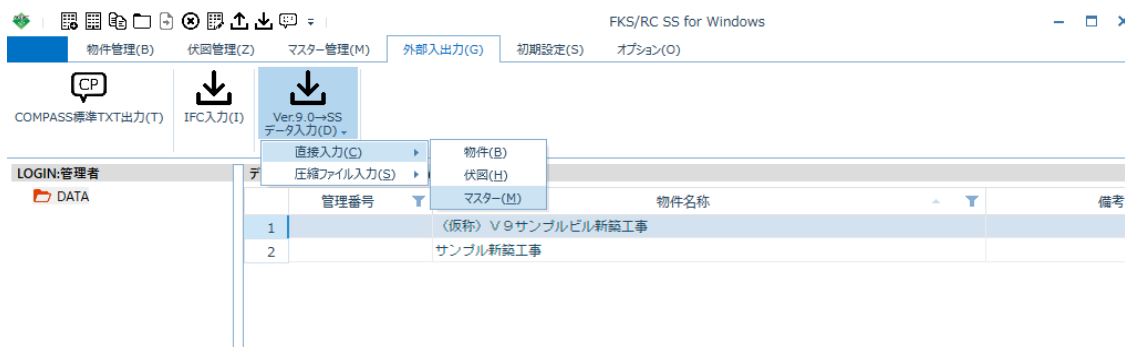 FKS/RC SS for Windows
物件管理(B) 伏図管理(Z) マスター管理(M) 外部入出力(G) 初期設定(S) オプション(O)
CP
COMPASS標準TXT出力(T) IFC入力(I) Ver.9.0→SS
データ入力(D)
直接入力(C) 物件(B)
圧縮ファイル入力(S) 伏図(H)
マスター(M)
LOGIN:管理者 デ
DATA
管理番号 物件名称 備考
1 〈仮称〉V9サンプルビル新築工事
2 サンプル新築工事